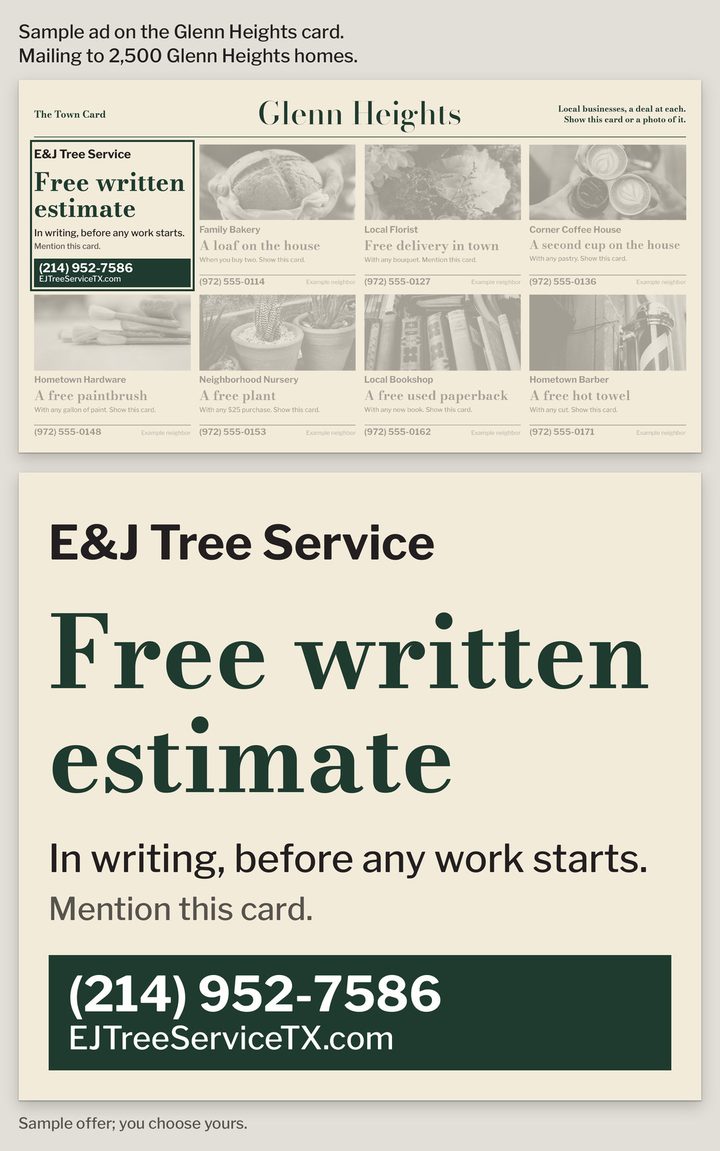 Sample ad on the Glenn Heights card.
Mailing to 2,500 Glenn Heights homes.
The Town Card
Glenn Heights
Local businesses, a deal at each.
Show this card or a photo of it.
E&J Tree Service
Free written
estimate
In writing, before any work starts.
Mention this card.
(214) 952-7586
EJTreeServiceTX.com
Family Bakery
A loaf on the house
When you buy two. Show this card.
(972) 555-0114
Example neighbor
Local Florist
Free delivery in town
With any bouquet. Mention this card.
(972) 555-0127
Example neighbor
Corner Coffee House
A second cup on the house
With any pastry. Show this card.
(972) 555-0136
Example neighbor
Hometown Hardware
A free paintbrush
With any gallon of paint. Show this card.
(972) 555-0148
Example neighbor
Neighborhood Nursery
A free plant
With any $25 purchase. Show this card.
(972) 555-0153
Example neighbor
Local Bookshop
A free used paperback
With any new book. Show this card.
(972) 555-0162
Example neighbor
Hometown Barber
A free hot towel
With any cut. Show this card.
(972) 555-0171
Example neighbor
E&J Tree Service
Free written
estimate
In writing, before any work starts.
Mention this card.
(214) 952-7586
EJTreeServiceTX.com
Sample offer; you choose yours.